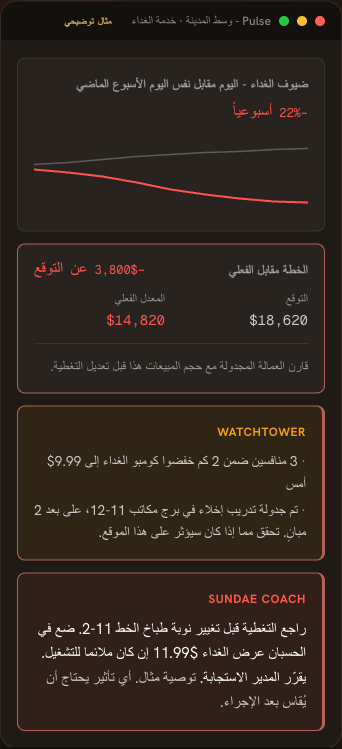 Pulse - وسط المدينة · خدمة الغداء
مثال توضيحي
ضيوف الغداء - اليوم مقابل نفس اليوم الأسبوع الماضي
-22% أسبوعياً
الخطة مقابل الفعلي
-$3,800 عن التوقع
التوقع
المعدل الفعلي
$18,620
$14,820
قارن العمالة المجدولة مع حجم المبيعات هذا قبل تعديل التغطية.
WATCHTOWER
· 3 منافسين ضمن 2 كم خفضوا كومبو الغداء إلى $9.99
أمس
· تم جدولة تدريب إخلاء في برج مكاتب 11-12، على بعد 2
مبانٍ. تحقق مما إذا كان سيؤثر على هذا الموقع.
SUNDAE COACH
راجع التغطية قبل تغيير نوبة طباخ الخط 11-2. ضع في
الحسبان عرض الغداء $11.99 إن كان ملائما للتشغيل.
يقرّر المدير الاستجابة. توصية مثال. أي تأثير يحتاج أن
يُقاس بعد الإجراء.